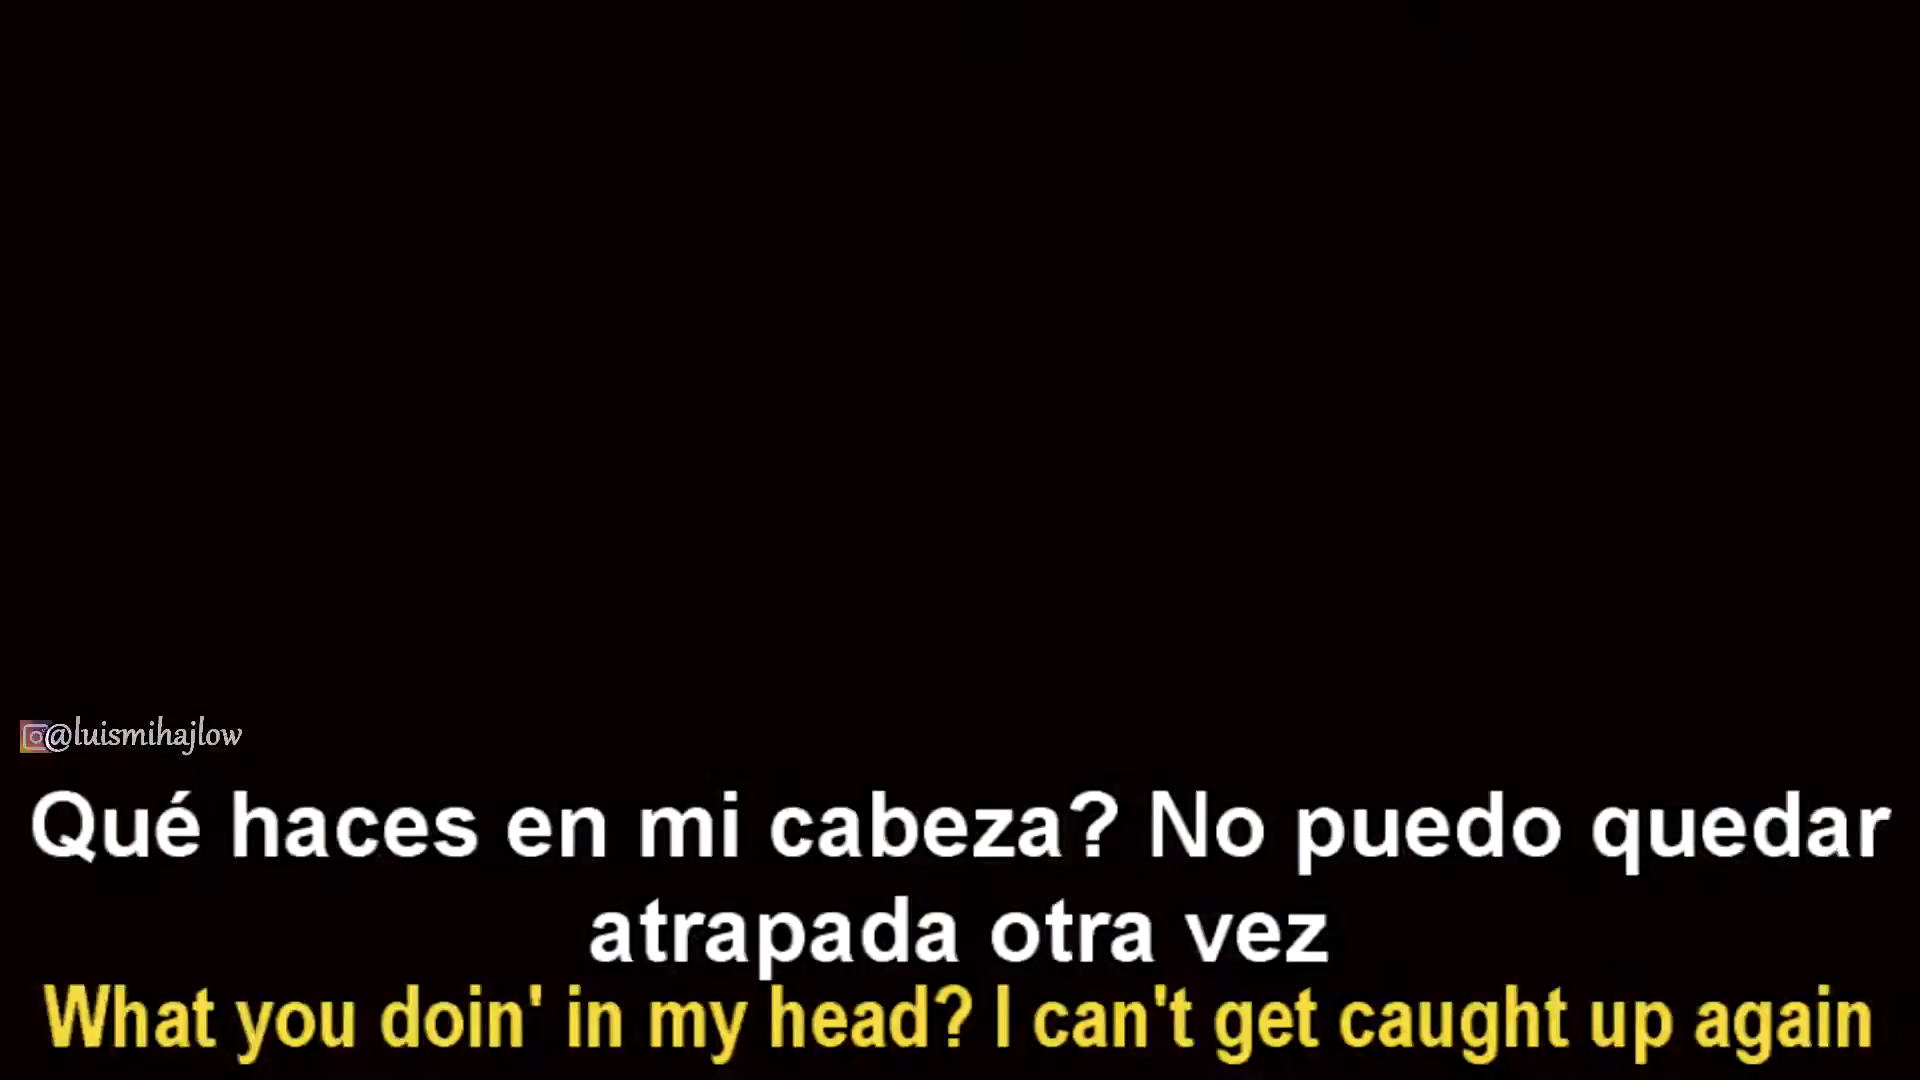 @luismihajlow
Qué haces en mi cabeza? No puedo quedar
atrapada otra vez
What you doin' in my head? I can't get caught up again